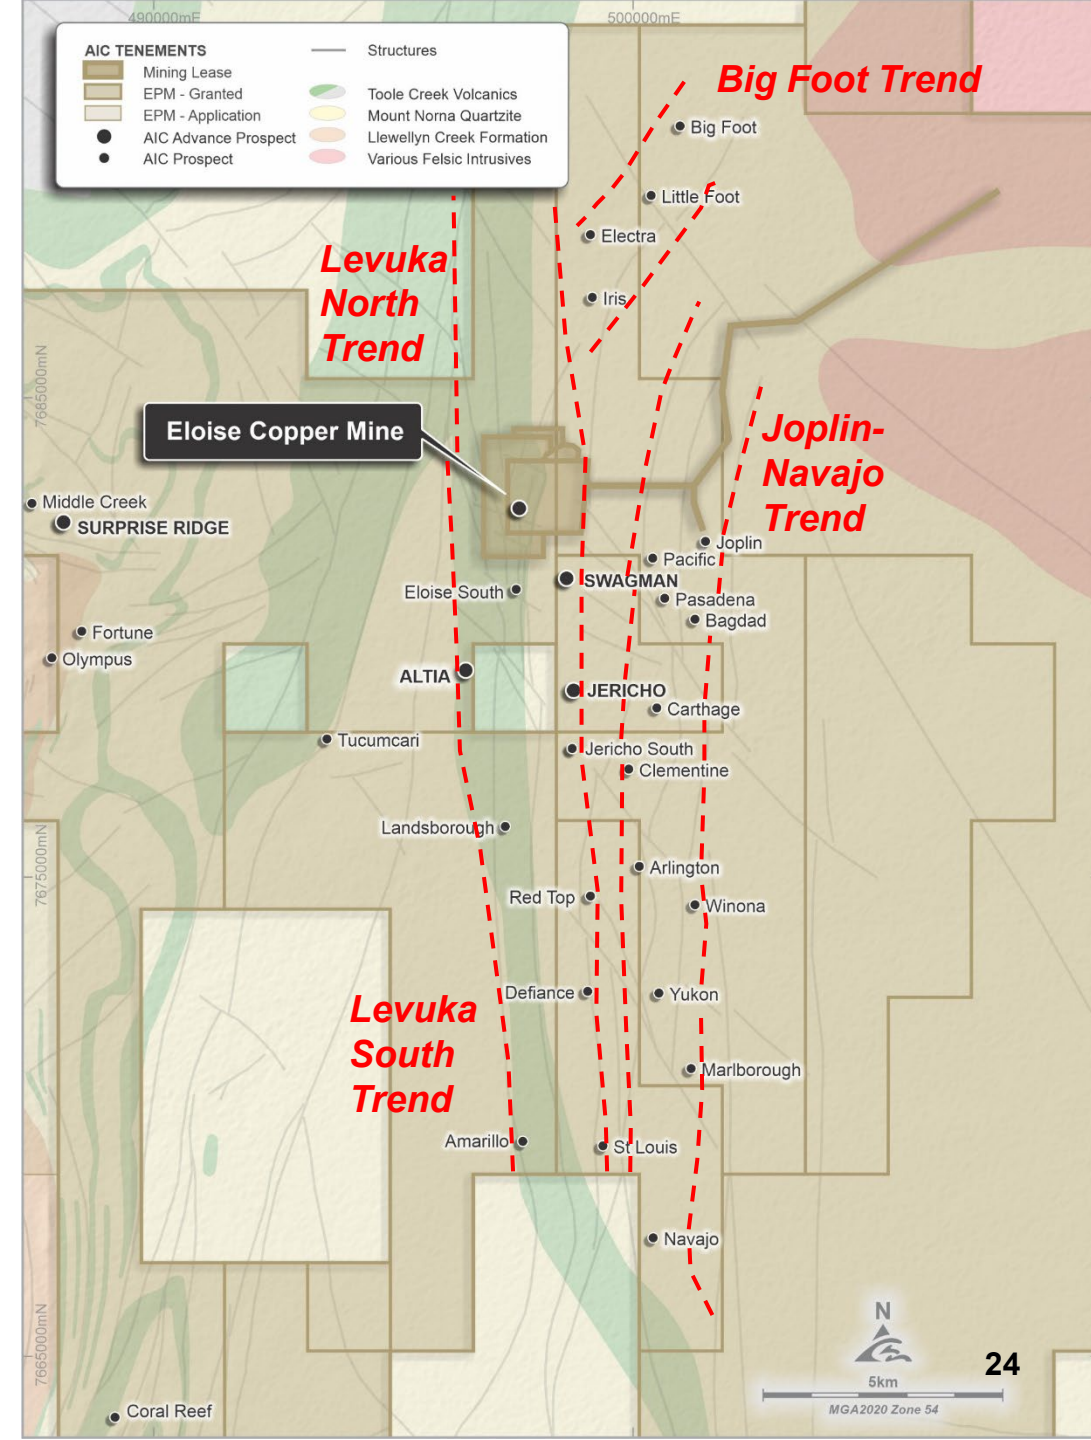 490000mE
500000mE
AIC TENEMENTS
Mining Lease
EPM - Granted
EPM - Application
AIC Advance Prospect
AIC Prospect
Structures
Toole Creek Volcanics
Mount Norna Quartzite
Llewellyn Creek Formation
Various Felsic Intrusives
Big Foot Trend
Big Foot
Little Foot
Electra
Iris
Levuka
North
Trend
7685000mN
Eloise Copper Mine
Joplin-
Navajo
Trend
Middle Creek
SURPRISE RIDGE
Joplin
Pacific
SWAGMAN
Eloise South
Pasadena
Bagdad
Fortune
Olympus
ALTIA
JERICHO
Carthage
Tucumcari
Jericho South
Clementine
Landsborough
7675000mN
Arlington
Red Top
Winona
Defiance
Yukon
Levuka
South
Trend
Marlborough
Amarillo
St Louis
Navajo
7665000mN
N
24
5km
MGA2020 Zone 54
Coral Reef